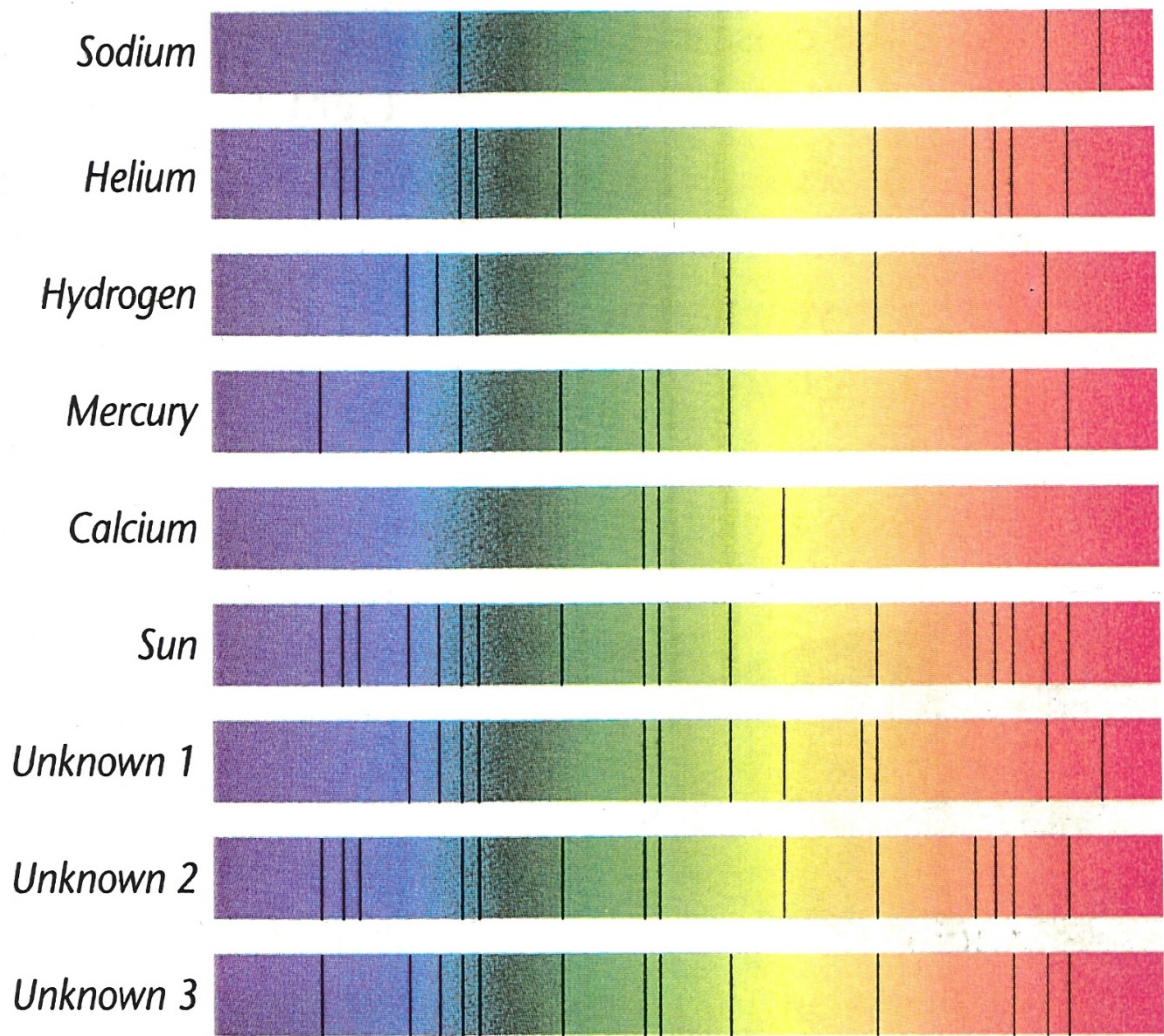 Sodium
Helium
Hydrogen
Mercury
Calcium
Sun
Unknown 1
Unknown 2
Unknown 3